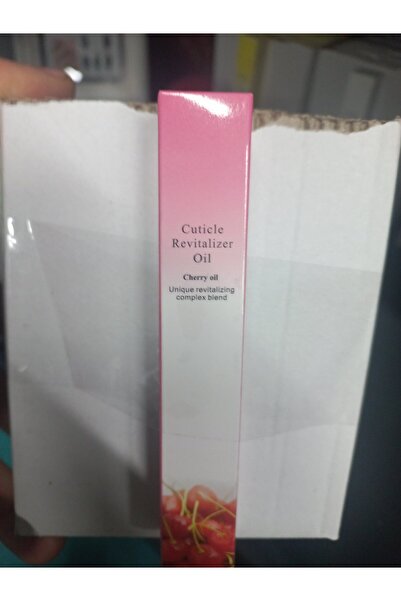 Cuticle
Revitalizer
Oil
Cherry oil
Unique revitalizing
complex blend